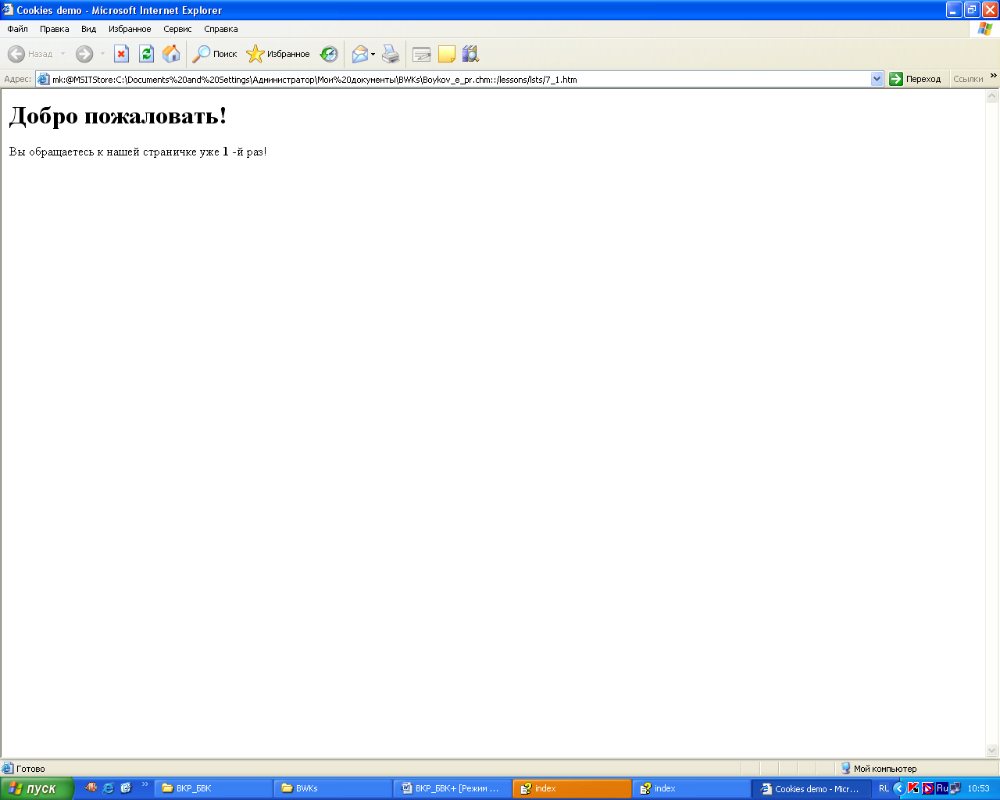 Cookies demo - Microsoft Internet Explorer
Файл Правка Вид Избранное Сервис Справка
Назад Поиск Избранное
Адрес: mk:@MSITStore:C:\Documents%20and%20Settings\Администратор\Мои%20документы\BWKs\Boykov_e_pr.chm::/lessons/lsts/7_1.htm Переход Ссылки »
Добро пожаловать!
Вы обращаетесь к нашей страничке уже 1 -й раз!
Готово Мой компьютер
пуск » ВКР_БВК BWKs ВКР_БВК+ [Режим ... index index Cookies demo - Micr... RL Ru 10:53